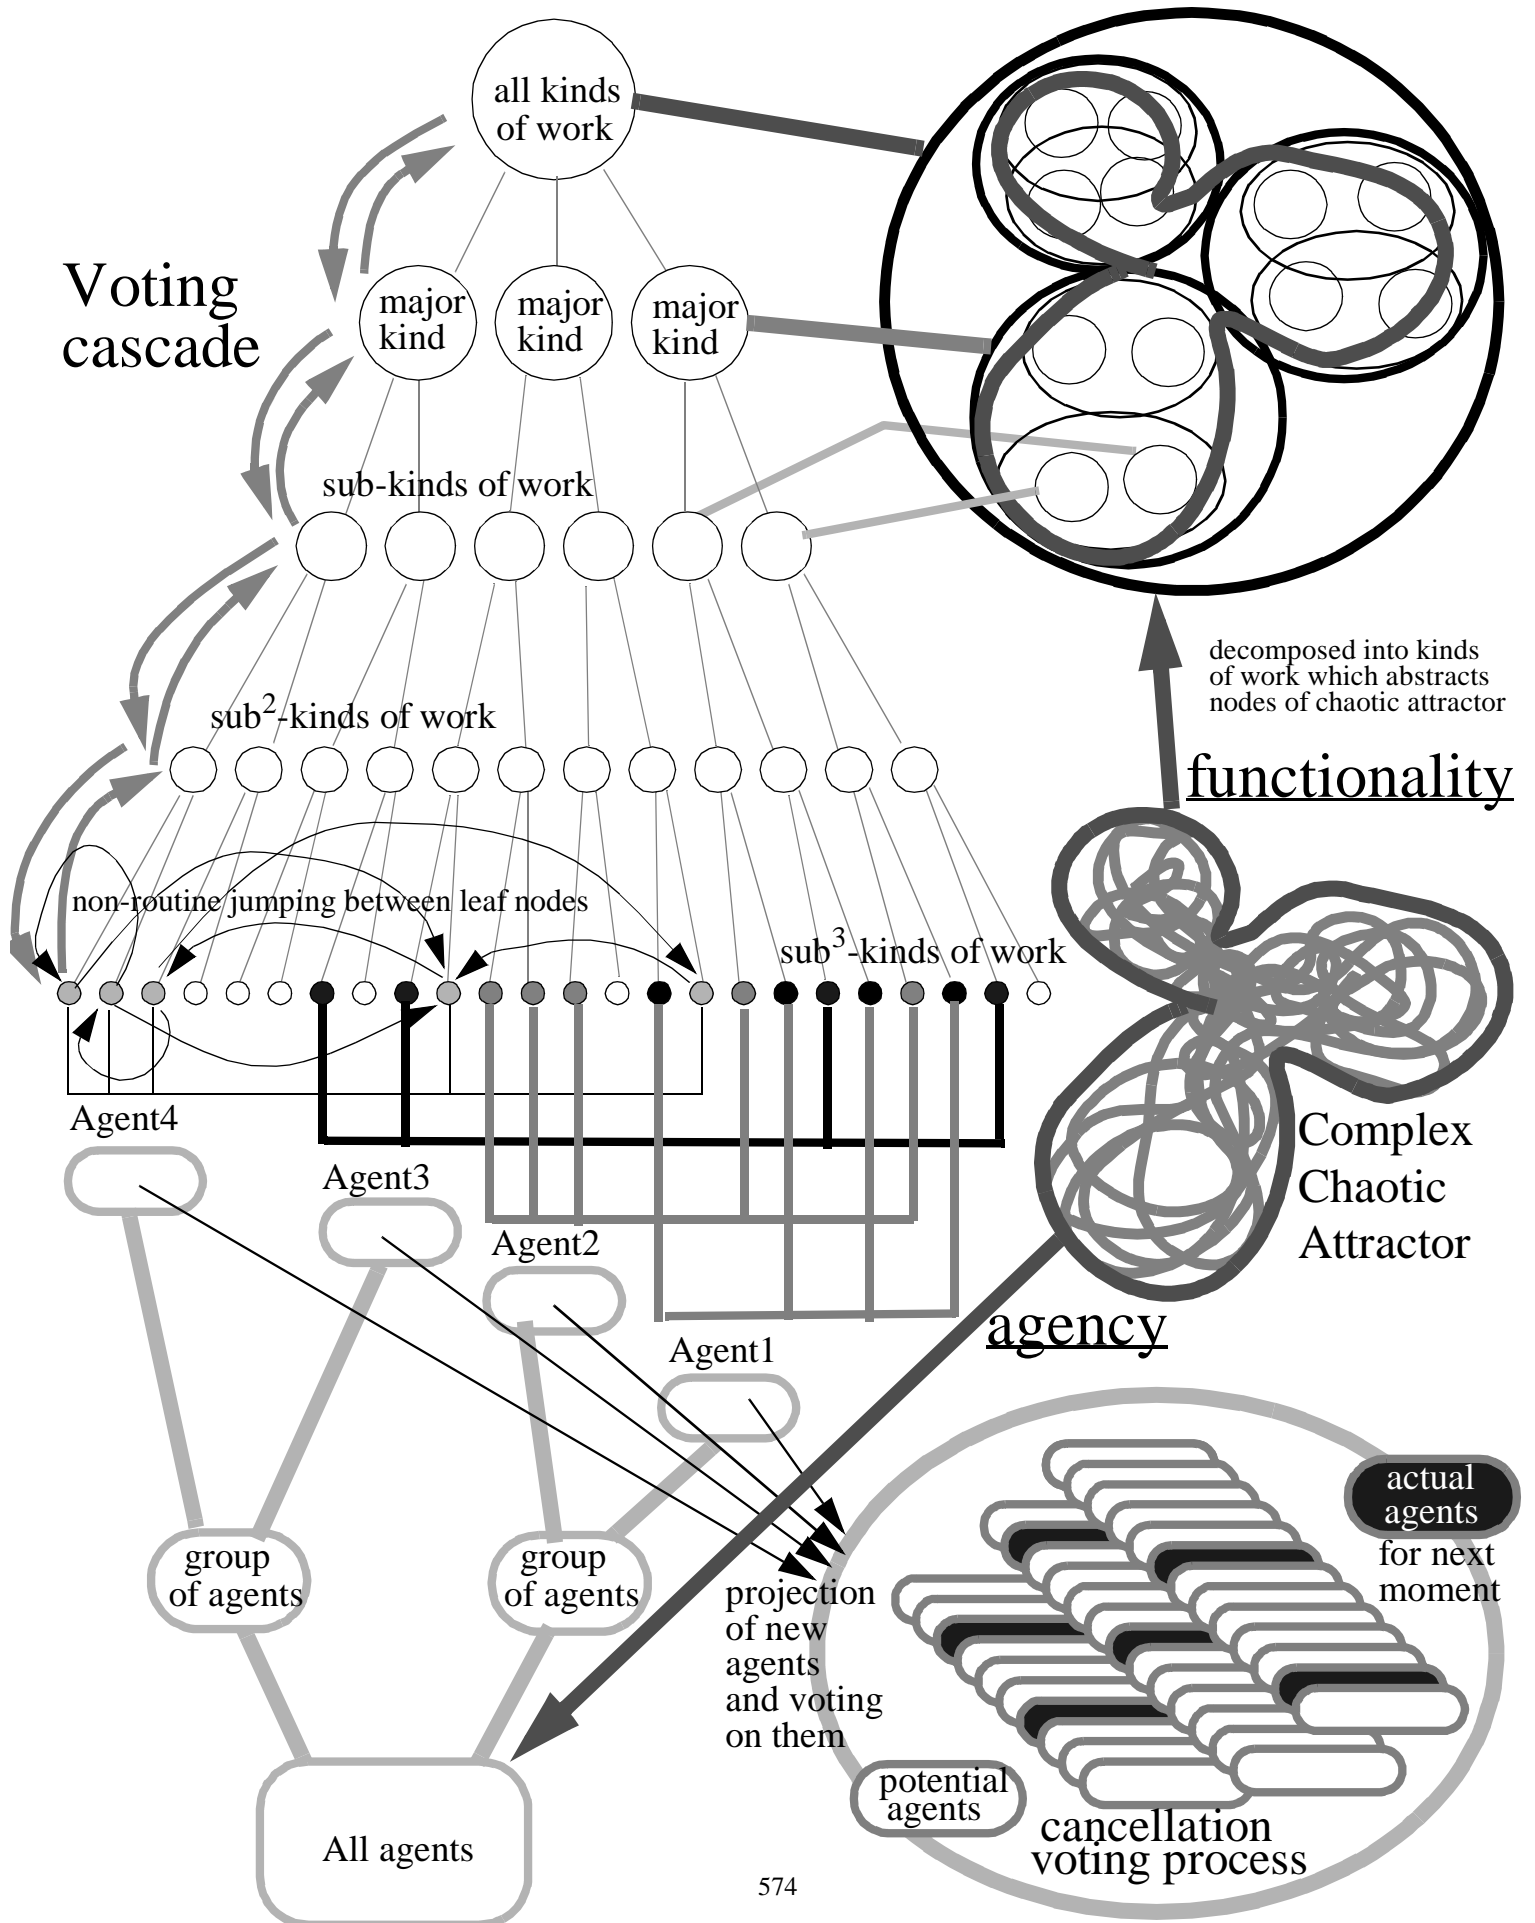 all kinds
of work
Voting
cascade
major
kind
major
kind
major
kind
sub-kinds of work
decomposed into kinds
of work which abstracts
nodes of chaotic attractor
sub2-kinds of work
functionality
non-routine jumping between leaf nodes
sub3-kinds of work
Agent4
Complex
Chaotic
Attractor
Agent3
Agent2
agency
Agent1
actual
agents
for next
moment
group
of agents
group
of agents
projection
of new
agents
and voting
on them
potential
agents
cancellation
voting process
All agents
574